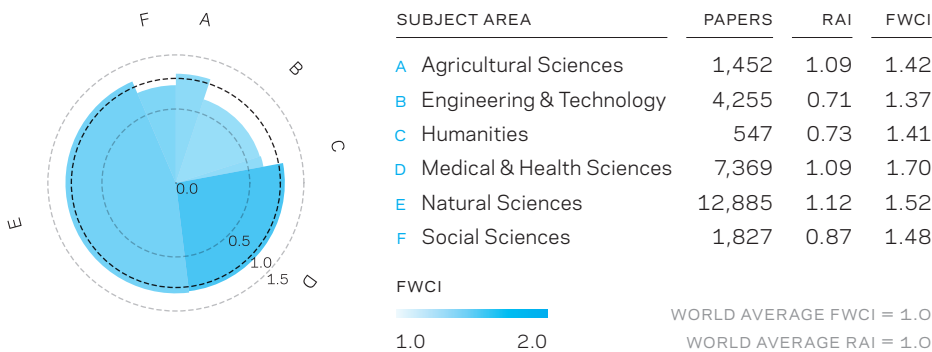 F A
B
C
D
E
0.0
0.5
1.0
1.5
SUBJECT AREA PAPERS RAI FWCI
A Agricultural Sciences 1,452 1.09 1.42
B Engineering & Technology 4,255 0.71 1.37
C Humanities 547 0.73 1.41
D Medical & Health Sciences 7,369 1.09 1.70
E Natural Sciences 12,885 1.12 1.52
F Social Sciences 1,827 0.87 1.48
FWCI
1.0 2.0
WORLD AVERAGE FWCI = 1.0
WORLD AVERAGE RAI = 1.0